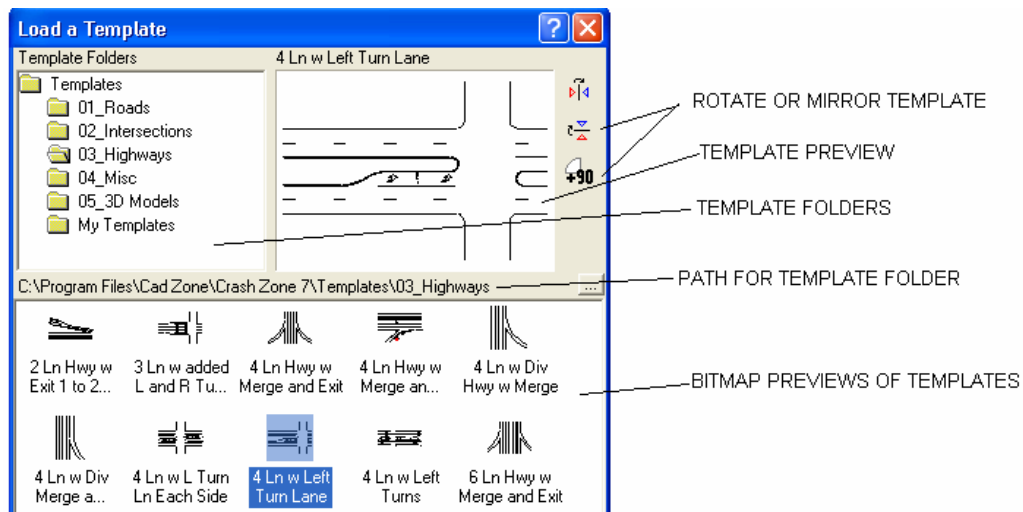 Load a Template
Template Folders
4 Ln w Left Turn Lane
Templates
01_Roads
02_Intersections
03_Highways
04_Misc
05_3D Models
My Templates
+90
ROTATE OR MIRROR TEMPLATE
TEMPLATE PREVIEW
TEMPLATE FOLDERS
C:\Program Files\Cad Zone\Crash Zone 7\Templates\03_Highways
...
PATH FOR TEMPLATE FOLDER
2 Ln Hwy w
Exit 1 to 2...
3 Ln w added
L and R Tu...
4 Ln Hwy w
Merge and Exit
4 Ln Hwy w
Merge an...
4 Ln w Div
Hwy w Merge
BITMAP PREVIEWS OF TEMPLATES
4 Ln w Div
Merge a...
4 Ln w L Turn
Ln Each Side
4 Ln w Left
Turn Lane
4 Ln w Left
Turns
6 Ln Hwy w
Merge and Exit